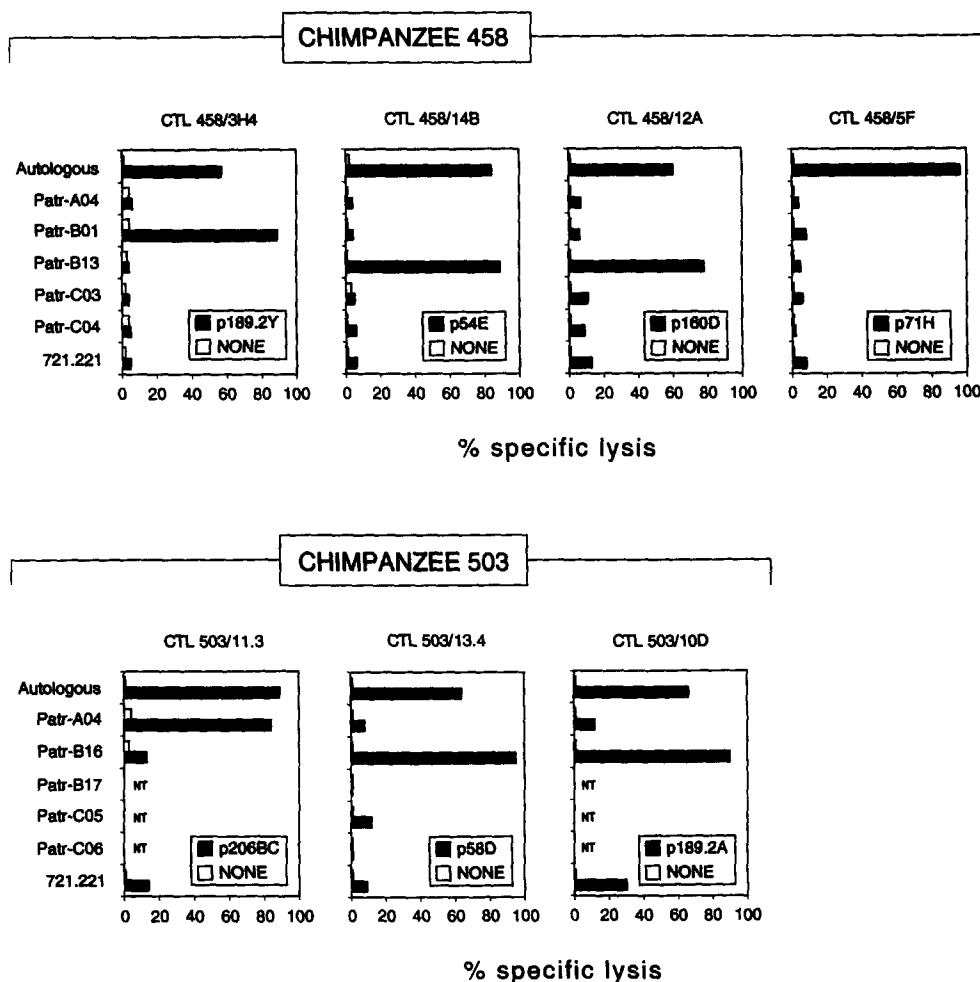 CHIMPANZEE 458
CTL 458/3H4
CTL 458/14B
CTL 458/12A
CTL 458/5F
Autologous
Patr-A04
Patr-B01
Patr-B13
Patr-C03
Patr-C04
721.221
p189.2Y
NONE
p54E
NONE
p160D
NONE
p71H
NONE
0 20 40 60 80 100
0 20 40 60 80 100
0 20 40 60 80 100
0 20 40 60 80 100
% specific lysis
CHIMPANZEE 503
CTL 503/11.3
CTL 503/13.4
CTL 503/10D
Autologous
Patr-A04
Patr-B16
Patr-B17
NT
NT
Patr-C05
NT
NT
Patr-C06
NT
NT
721.221
p206BC
NONE
p58D
NONE
p189.2A
NONE
0 20 40 60 80 100
0 20 40 60 80 100
0 20 40 60 80 100
% specific lysis